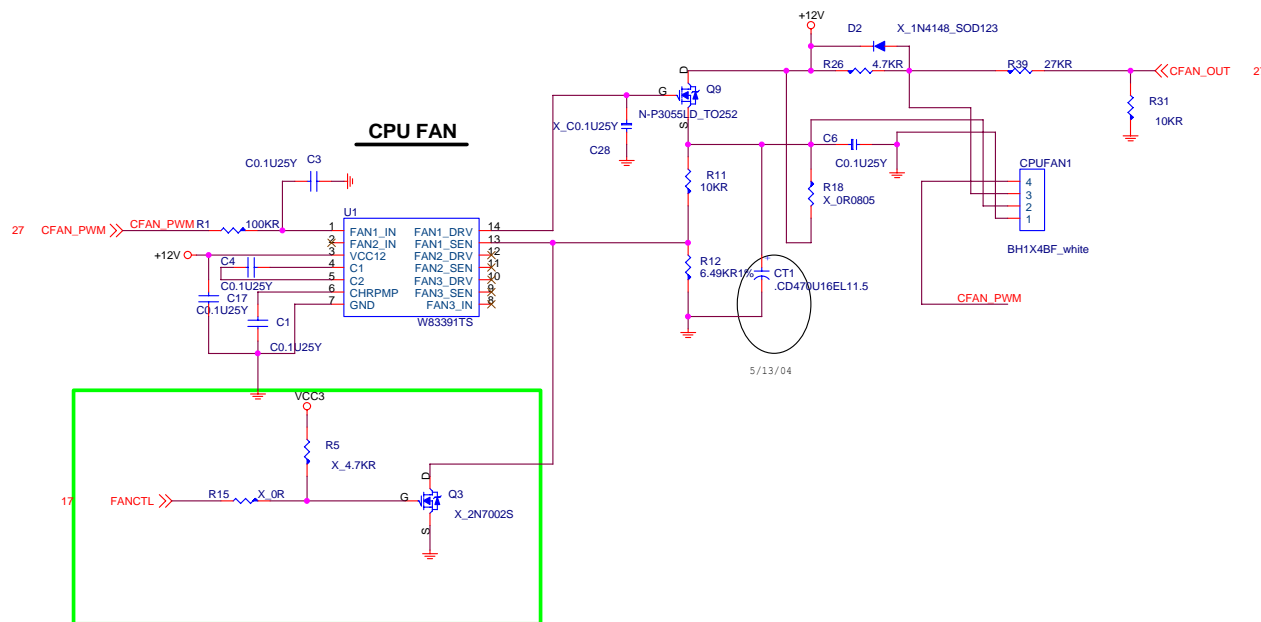 +12V
D2 X_1N4148_SOD123
R26 4.7KR R39 27KR CFAN_OUT
D
G Q9
N-P3055LD_TO252
S
R31
10KR
X_C0.1U25Y
C28
CPU FAN
C6
C0.1U25Y
C0.1U25Y C3
R11
10KR
R18
X_0R0805
CPUFAN1
4
3
2
1
BH1X4BF_white
27 CFAN_PWM CFAN_PWM R1 100KR
U1
1 FAN1_IN FAN1_DRV 14
2 FAN2_IN FAN1_SEN 13
3 VCC12 FAN2_DRV 12
4 C1 FAN2_SEN 11
5 C2 FAN3_DRV 10
6 CHRPMP FAN3_SEN 9
7 GND FAN3_IN 8
W83391TS
+12V
C4
C0.1U25Y
C17
C0.1U25Y
C1
C0.1U25Y
R12
6.49KR1%
+
CT1
.CD470U16EL11.5
CFAN_PWM
5/13/04
VCC3
R5
X_4.7KR
17 FANCTL R15 X_0R
D
G Q3
X_2N7002S
S